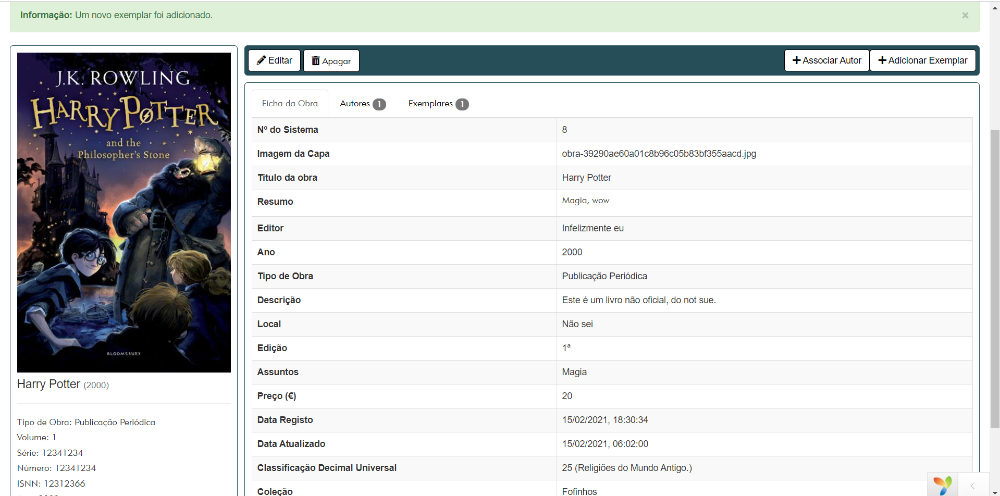 Informação: Um novo exemplar foi adicionado.
×
J.K. ROWLING
HARRY POTTER
and the
Philosopher's Stone
BLOOMSBURY
Harry Potter (2000)
Tipo de Obra: Publicação Periódica
Volume: 1
Série: 12341234
Número: 12341234
ISNN: 12312366
Editar Apagar + Associar Autor + Adicionar Exemplar
Ficha da Obra Autores 1 Exemplares 1
Nº do Sistema 8
Imagem da Capa obra-39290ae60a01c8b96c05b83bf355aacd.jpg
Titulo da obra Harry Potter
Resumo Magia, wow
Editor Infelizmente eu
Ano 2000
Tipo de Obra Publicação Periódica
Descrição Este é um livro não oficial, do not sue.
Local Não sei
Edição 1ª
Assuntos Magia
Preço (€) 20
Data Registo 15/02/2021, 18:30:34
Data Atualizado 15/02/2021, 06:02:00
Classificação Decimal Universal 25 (Religiões do Mundo Antigo.)
Coleção Fofinhos